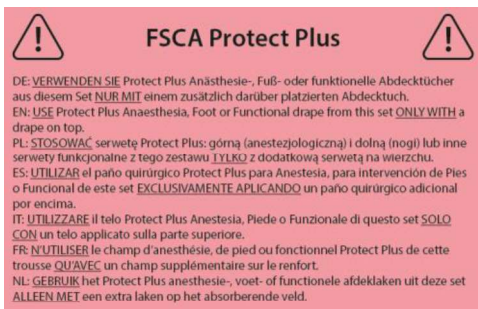 FSCA Protect Plus
DE: VERWENDEN SIE Protect Plus Anästhesie-, Fuß- oder funktionelle Abdecktücher
aus diesem Set NUR MIT einem zusätzlich darüber platzierten Abdecktuch.
EN: USE Protect Plus Anaesthesia, Foot or Functional drape from this set ONLY WITH a
drape on top.
PL: STOSOWAĆ serwetę Protect Plus: górną (anestezjologiczną) i dolną (nogi) lub inne
serwety funkcjonalne z tego zestawu TYLKO z dodatkową serwetą na wierzchu.
ES: UTILIZAR el paño quirúrgico Protect Plus para Anestesia, para intervención de Pies
o Funcional de este set EXCLUSIVAMENTE APLICANDO un paño quirúrgico adicional
por encima.
IT: UTILIZZARE il telo Protect Plus Anestesia, Piede o Funzionale di questo set SOLO
CON un telo applicato sulla parte superiore.
FR: N'UTILISER le champ d'anesthésie, de pied ou fonctionnel Protect Plus de cette
trousse QU'AVEC un champ supplémentaire sur le renfort.
NL: GEBRUIK het Protect Plus anesthesie-, voet- of functionele afdeklaken uit deze set
ALLEEN MET een extra laken op het absorberende veld.